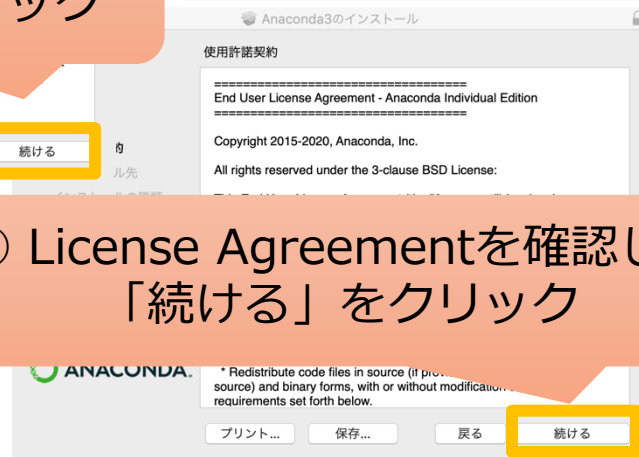 ック
Anaconda3のインストール
使用許諾契約
==================================
End User License Agreement - Anaconda Individual Edition
==================================
Copyright 2015-2020, Anaconda, Inc.
続ける
的
ル先
All rights reserved under the 3-clause BSD License:
License Agreementを確認し
「続ける」をクリック
ANACONDA.
* Redistribute code files in source (if
source) and binary forms, with or without modification
requirements set forth below.
プリント...
保存...
戻る
続ける